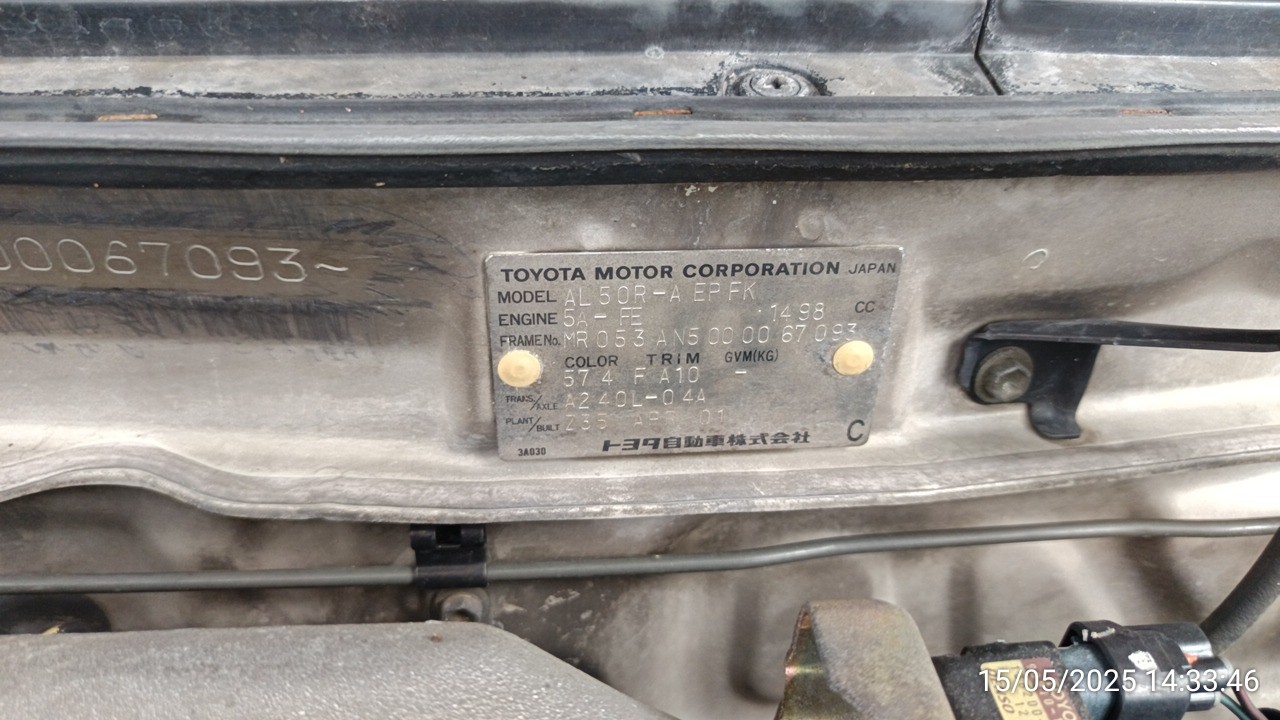 00067093~
TOYOTA MOTOR CORPORATION JAPAN
MODEL AL50R-AEPFK
ENGINE 5A-FE 1498 CC
FRAME No. MR053AN5000067093
COLOR TRIM GVM(KG)
574 FA10 -
TRANS./AXLE A240L-04A
PLANT/BUILT
3A030 トヨタ自動車株式会社 C
15/05/2025 14:33:46